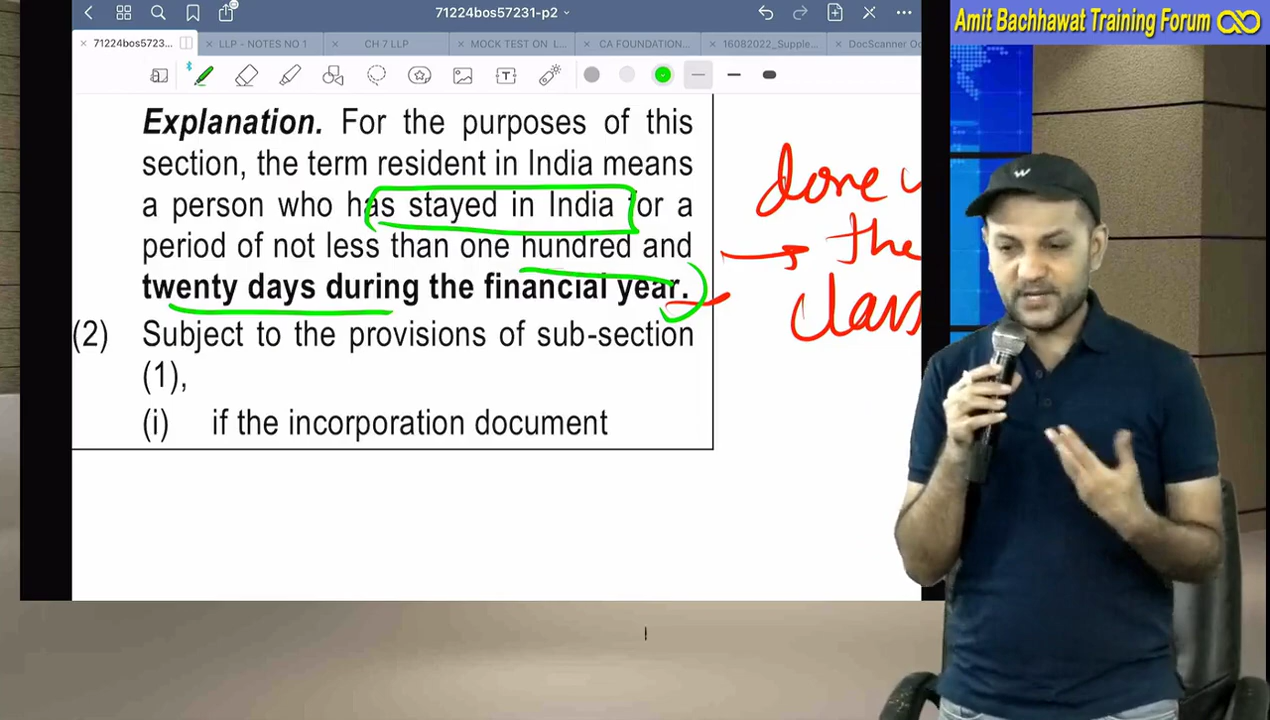 71224bos57231-p2
Amit Bachhawat Training Forum
71224bos5723...
LLP - NOTES NO 1
CH 7 LLP
MOCK TEST ON L...
CA FOUNDATION...
16082022_Supple...
DocScanner Oc
Explanation. For the purposes of this
section, the term resident in India means
a person who has stayed in India for a
period of not less than one hundred and
twenty days during the financial year.
(2) Subject to the provisions of sub-section
(1),
(i) if the incorporation document
done
the
class
W